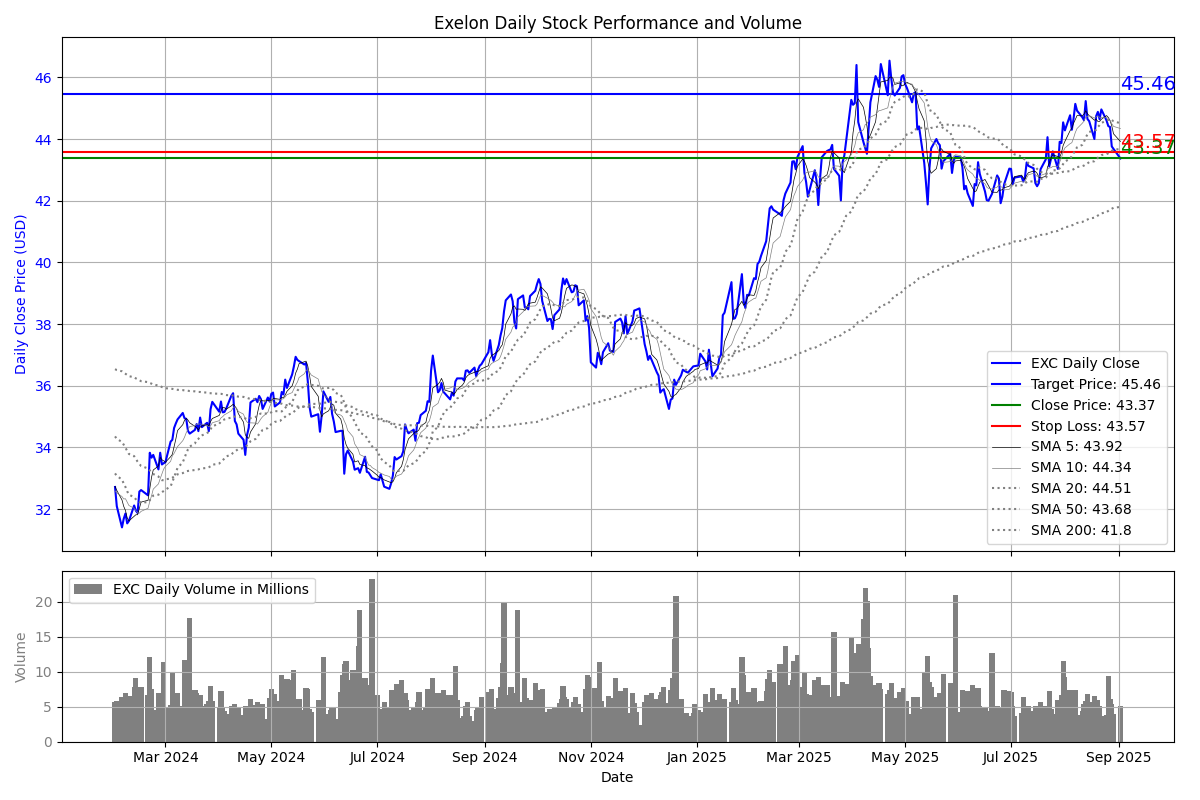 Exelon Daily Stock Performance and Volume
Daily Close Price (USD)
46
44
42
40
38
36
34
32
45.46
43.57
43.37
EXC Daily Close
Target Price: 45.46
Close Price: 43.37
Stop Loss: 43.57
SMA 5: 43.92
SMA 10: 44.34
SMA 20: 44.51
SMA 50: 43.68
SMA 200: 41.8
EXC Daily Volume in Millions
Volume
20
15
10
5
0
Mar 2024 May 2024 Jul 2024 Sep 2024 Nov 2024 Jan 2025 Mar 2025 May 2025 Jul 2025 Sep 2025
Date